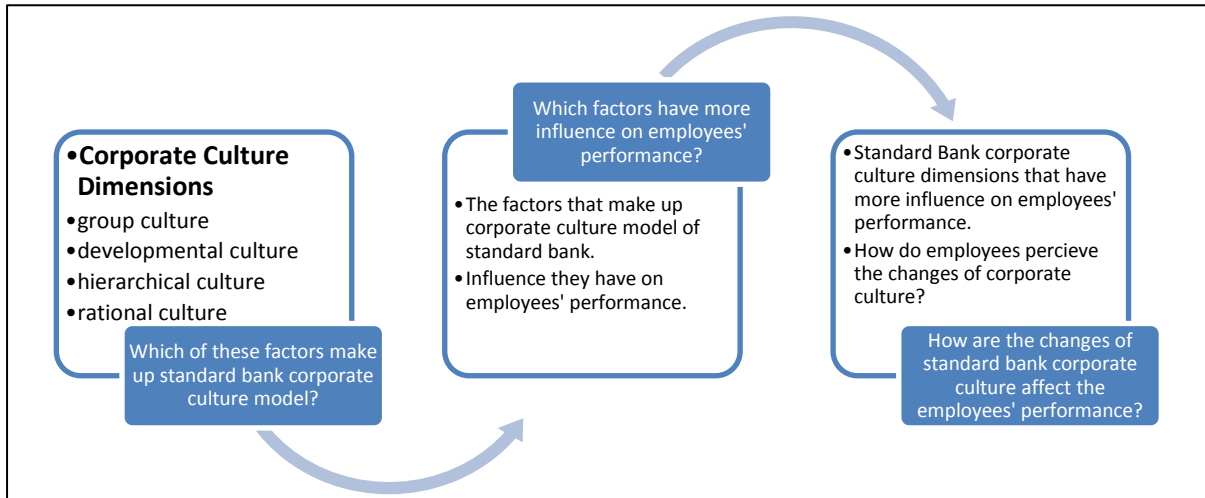 •Corporate Culture
Dimensions
•group culture
•developmental culture
•hierarchical culture
•rational culture
Which of these factors make
up standard bank corporate
culture model?
Which factors have more
influence on employees'
performance?
•The factors that make up
corporate culture model of
standard bank.
•Influence they have on
employees' performance.
•Standard Bank corporate
culture dimensions that have
more influence on employees'
performance.
•How do employees percieve
the changes of corporate
culture?
How are the changes of
standard bank corporate
culture affect the
employees' performance?